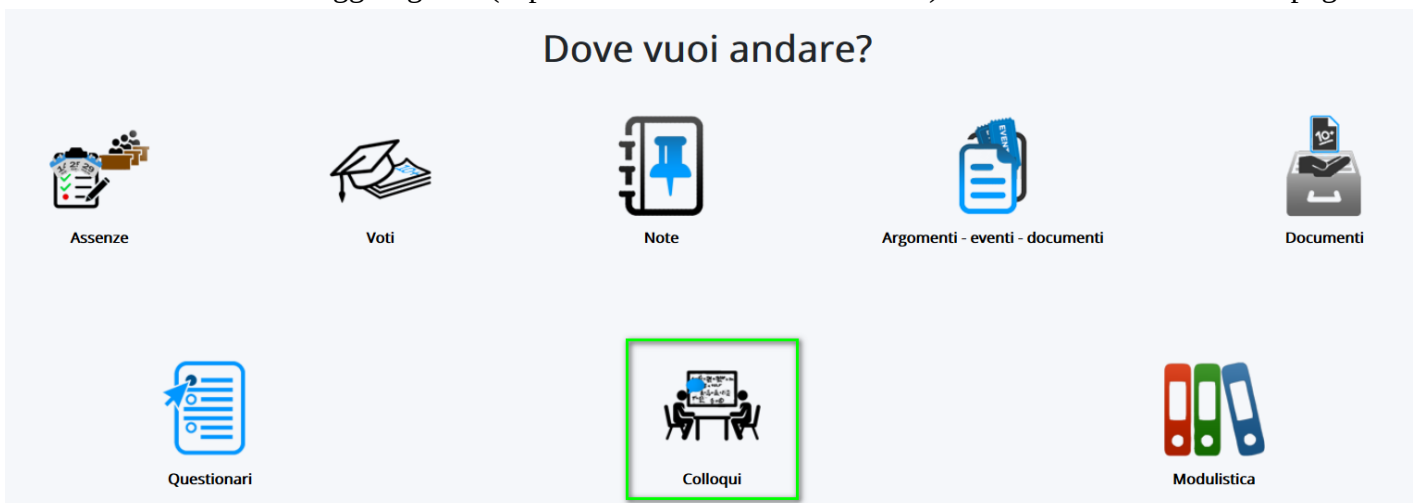 Dove vuoi andare?
Assenze
Voti
Note
Argomenti - eventi - documenti
Documenti
Questionari
Colloqui
Modulistica